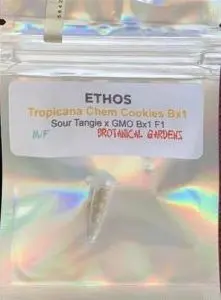 ETHOS
Tropicana Chem Cookies Bx1
Sour Tangie x GMO Bx1 F1
M/F BROTANICAL GARDENS